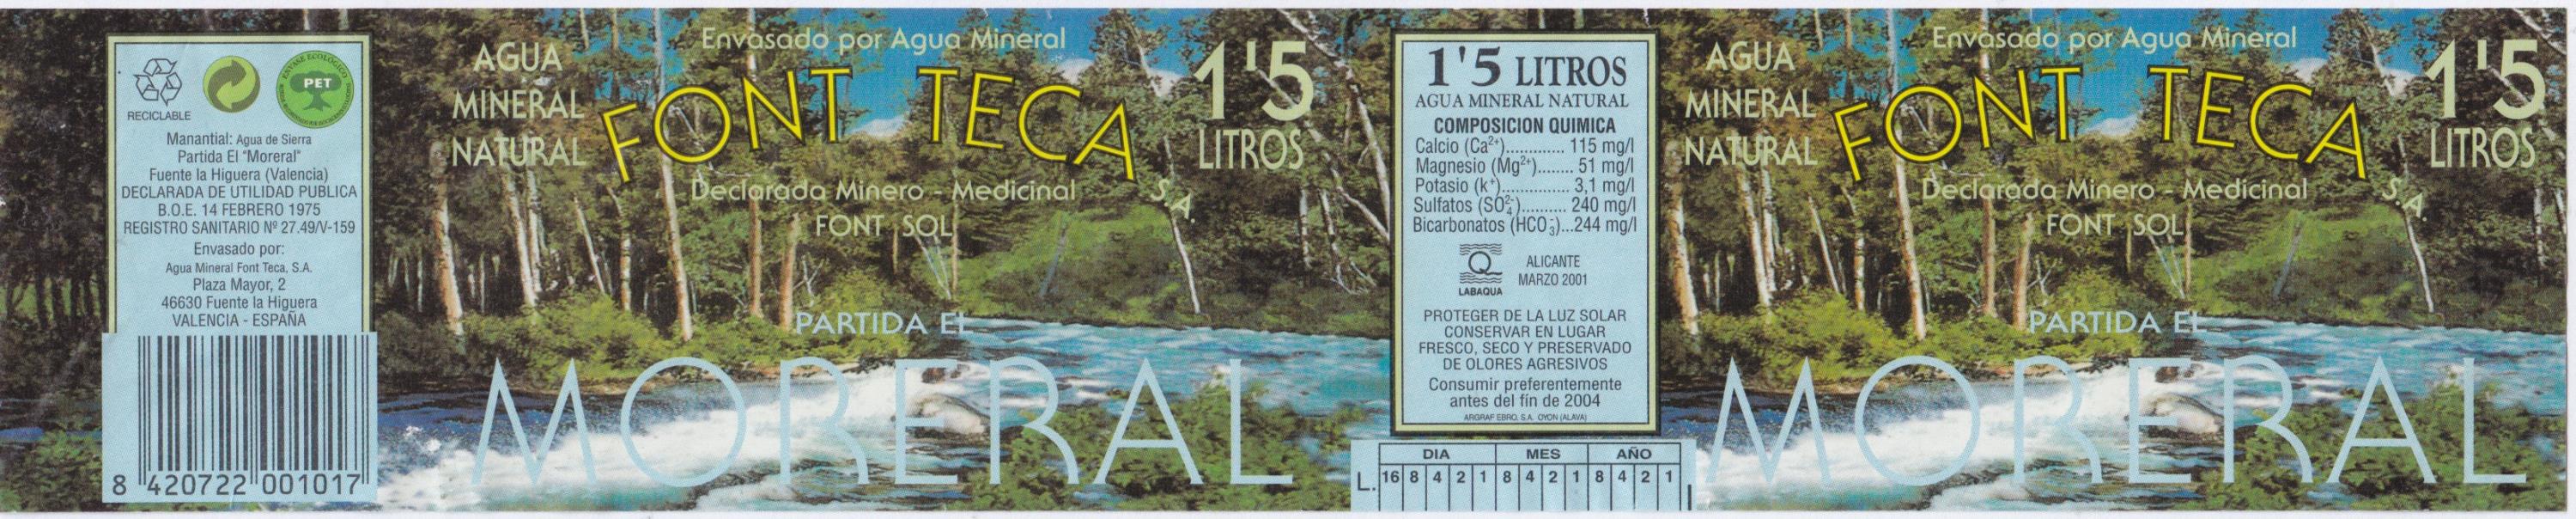 RECICLABLE
ENVASE ECOLOGICO
PET
Manantial: Agua de Sierra
Partida El "Moreral"
Fuente la Higuera (Valencia)
DECLARADA DE UTILIDAD PUBLICA
B.O.E. 14 FEBRERO 1975
REGISTRO SANITARIO Nº 27.49/V-159
Envasado por:
Agua Mineral Font Teca, S.A.
Plaza Mayor, 2
46630 Fuente la Higuera
VALENCIA - ESPAÑA
8 420722 001017
AGUA
MINERAL
NATURAL
Envasado por Agua Mineral
FONT TECA
S.A.
Declarada Minero - Medicinal
FONT SOL
1'5
LITROS
PARTIDA EL
MORERAL
1'5 LITROS
AGUA MINERAL NATURAL
COMPOSICION QUIMICA
Calcio (Ca²⁺)............. 115 mg/l
Magnesio (Mg²⁺)........ 51 mg/l
Potasio (k⁺)............... 3,1 mg/l
Sulfatos (SO₄²⁻).......... 240 mg/l
Bicarbonatos (HCO₃⁻)...244 mg/l
LABAQUA
ALICANTE
MARZO 2001
PROTEGER DE LA LUZ SOLAR
CONSERVAR EN LUGAR
FRESCO, SECO Y PRESERVADO
DE OLORES AGRESIVOS
Consumir preferentemente
antes del fín de 2004
ARGRAF EBRO, S.A. OYON (ALAVA)
DIA MES AÑO
L. 16 8 4 2 1 8 4 2 1 8 4 2 1
AGUA
MINERAL
NATURAL
Envasado por Agua Mineral
FONT TECA
S.A.
Declarada Minero - Medicinal
FONT SOL
1'5
LITROS
PARTIDA EL
MORERAL